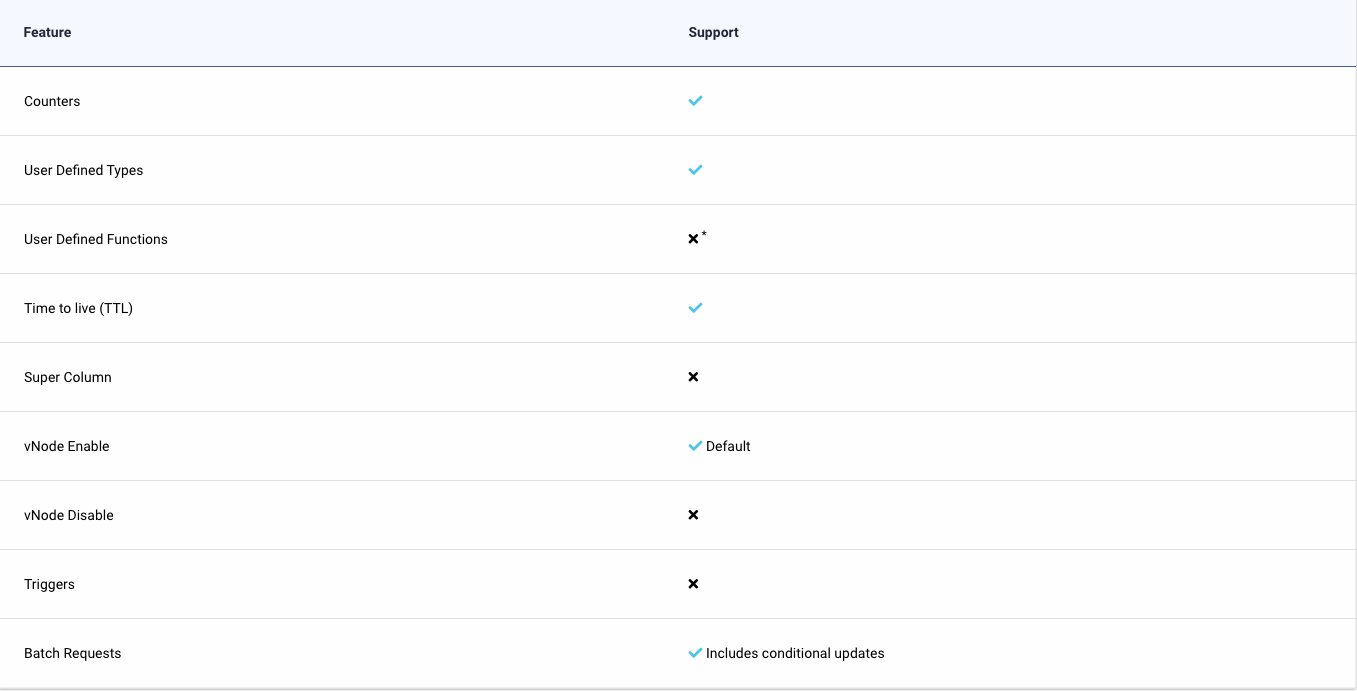 Feature Support
Counters ✓
User Defined Types ✓
User Defined Functions ✗*
Time to live (TTL) ✓
Super Column ✗
vNode Enable ✓ Default
vNode Disable ✗
Triggers ✗
Batch Requests ✓ Includes conditional updates